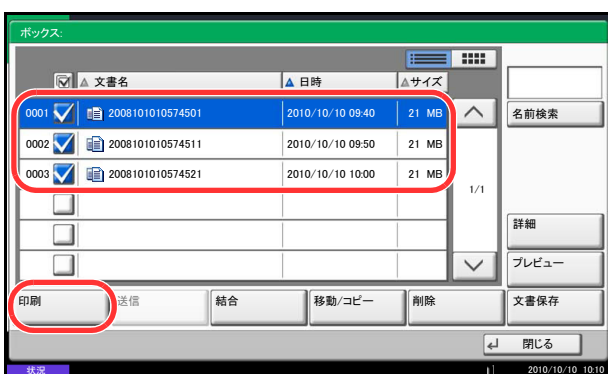 ボックス:
文書名 日時 サイズ
0001 2008101010574501 2010/10/10 09:40 21 MB 名前検索
0002 2008101010574511 2010/10/10 09:50 21 MB
0003 2008101010574521 2010/10/10 10:00 21 MB
1/1
詳細
プレビュー
印刷 送信 結合 移動/コピー 削除 文書保存
閉じる
状況 2010/10/10 10:10